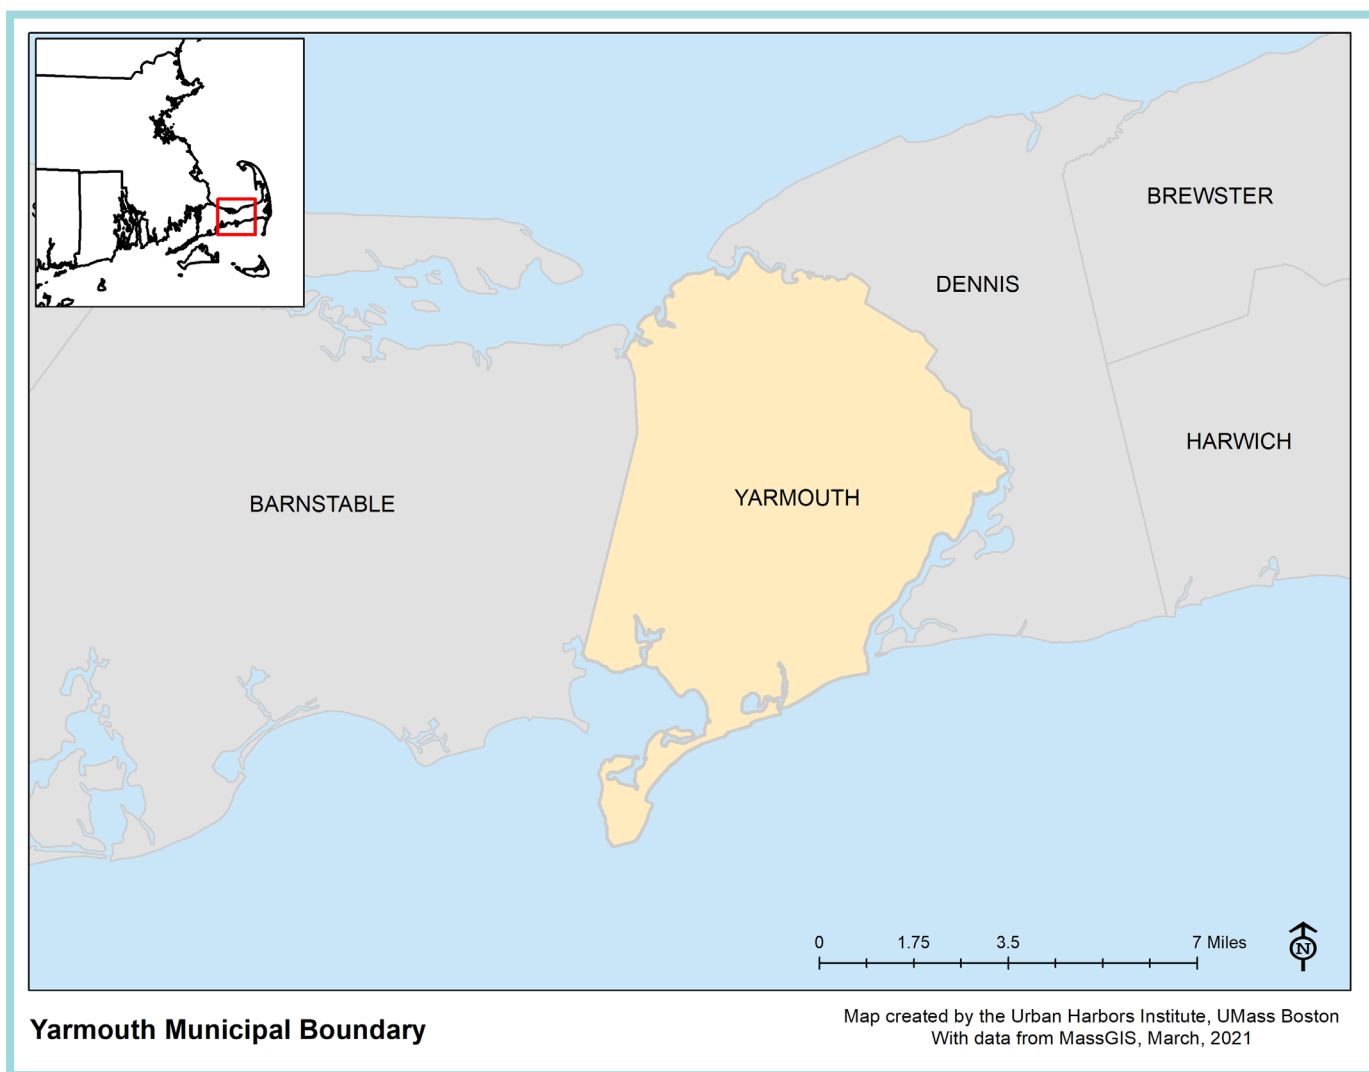 BREWSTER
DENNIS
HARWICH
YARMOUTH
BARNSTABLE
0 1.75 3.5 7 Miles
N
Yarmouth Municipal Boundary
Map created by the Urban Harbors Institute, UMass Boston
With data from MassGIS, March, 2021